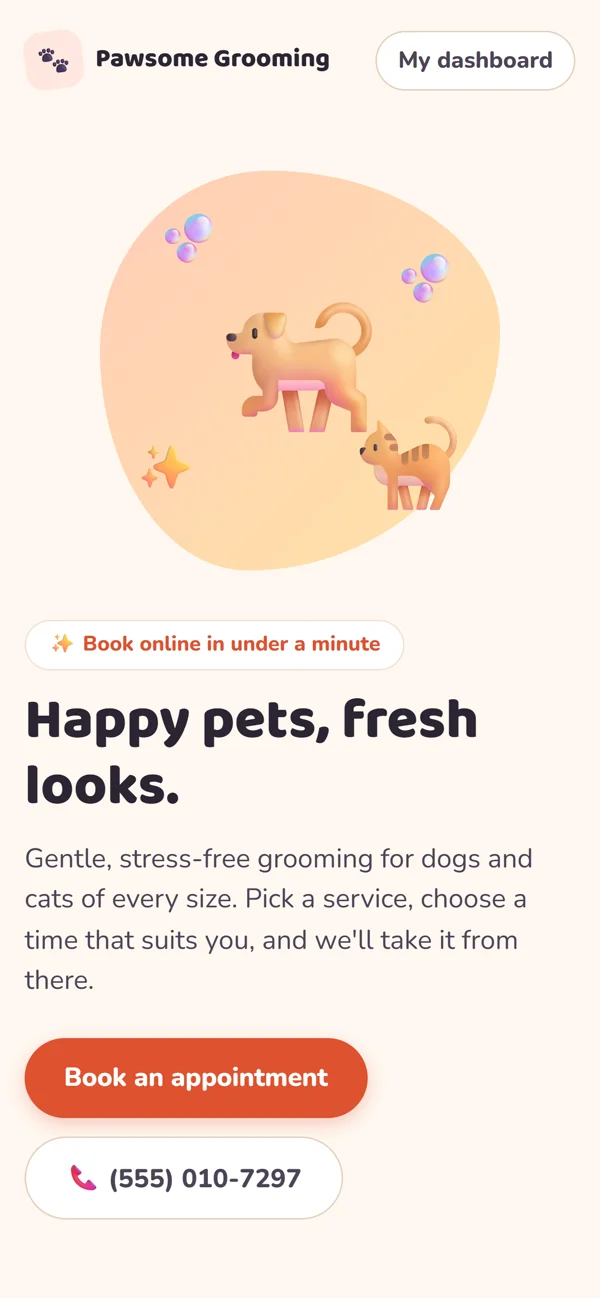 Pawsome Grooming
My dashboard
Book online in under a minute
Happy pets, fresh
looks.
Gentle, stress-free grooming for dogs and
cats of every size. Pick a service, choose a
time that suits you, and we'll take it from
there.
Book an appointment
(555) 010-7297